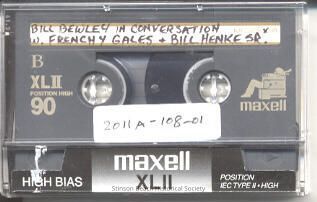 BILL BEWLEY IN CONVERSATION
W. FRENCHY GALES + BILL HENKE SR.
B
XLII
POSITION HIGH
90
maxell
2011A-108-01
maxell
HIGH BIAS
XLII
POSITION
IEC TYPE II • HIGH
Stinson Beach Historical Society